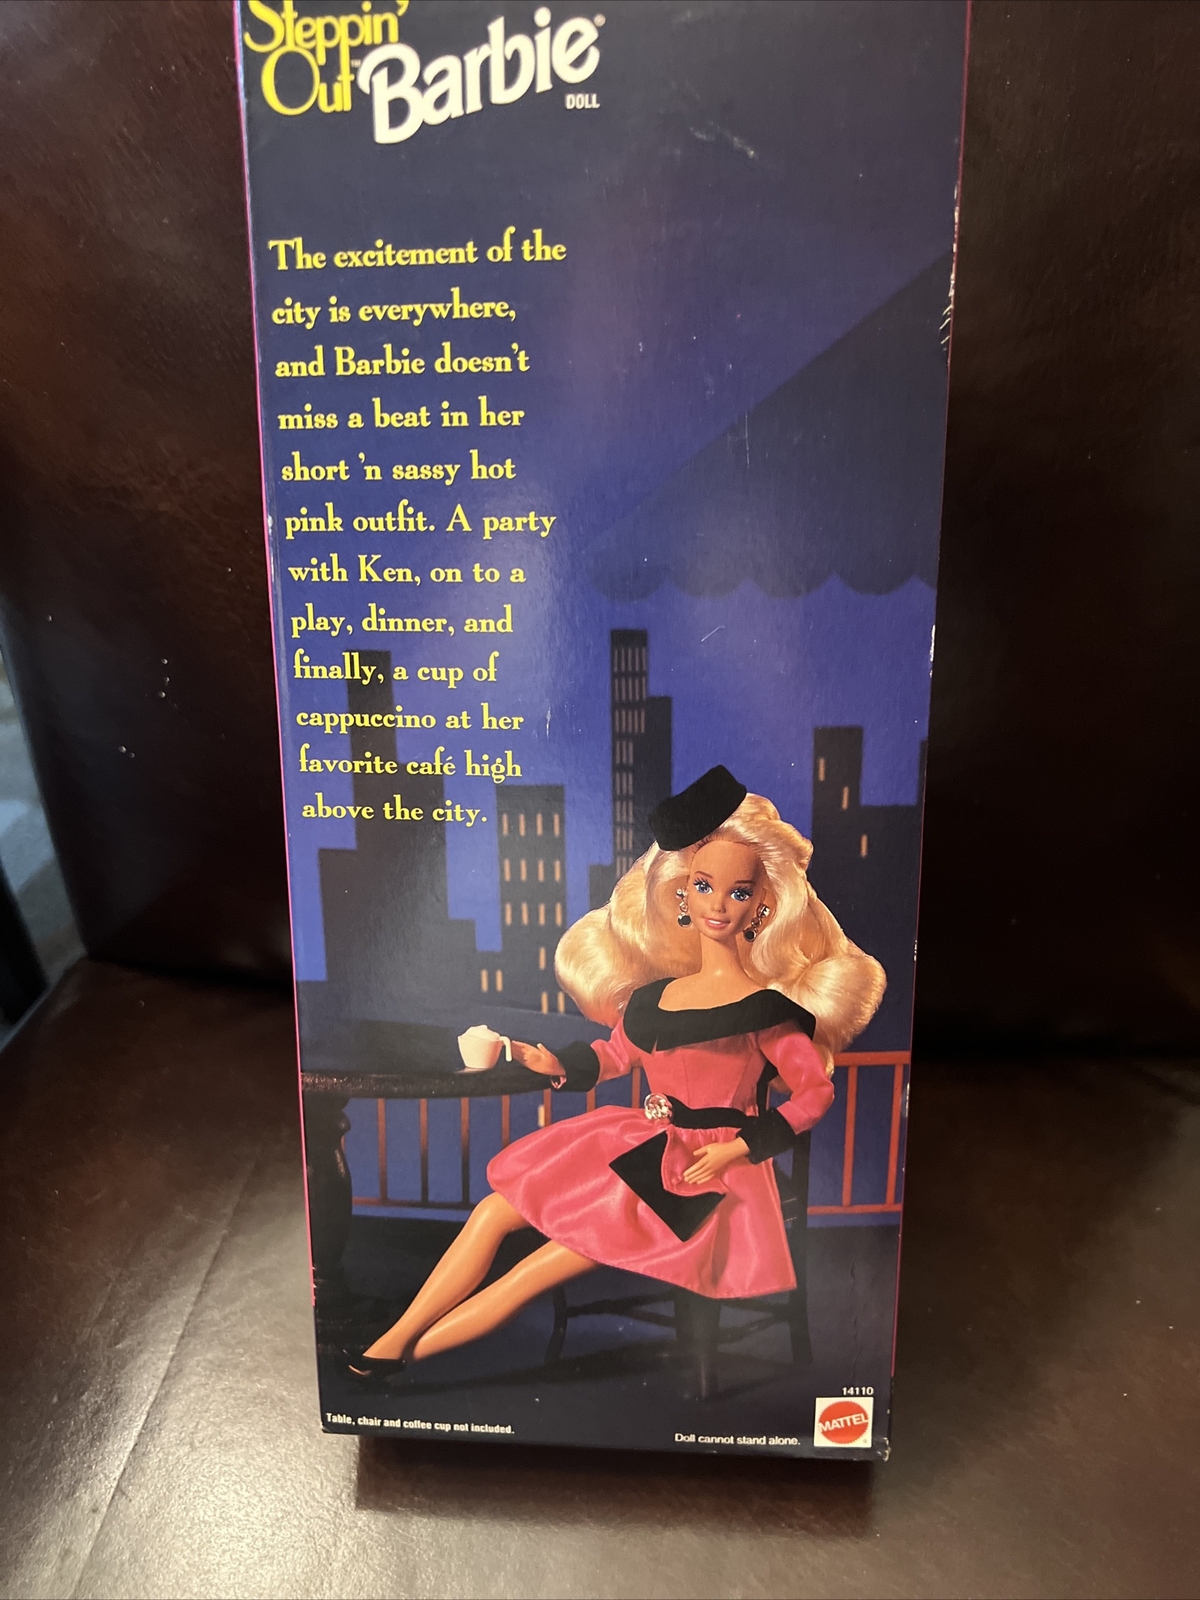 Steppin'
Out™ Barbie®
DOLL
The excitement of the
city is everywhere,
and Barbie doesn't
miss a beat in her
short 'n sassy hot
pink outfit. A party
with Ken, on to a
play, dinner, and
finally, a cup of
cappuccino at her
favorite café high
above the city.
14110
MATTEL
Table, chair and coffee cup not included.
Doll cannot stand alone.